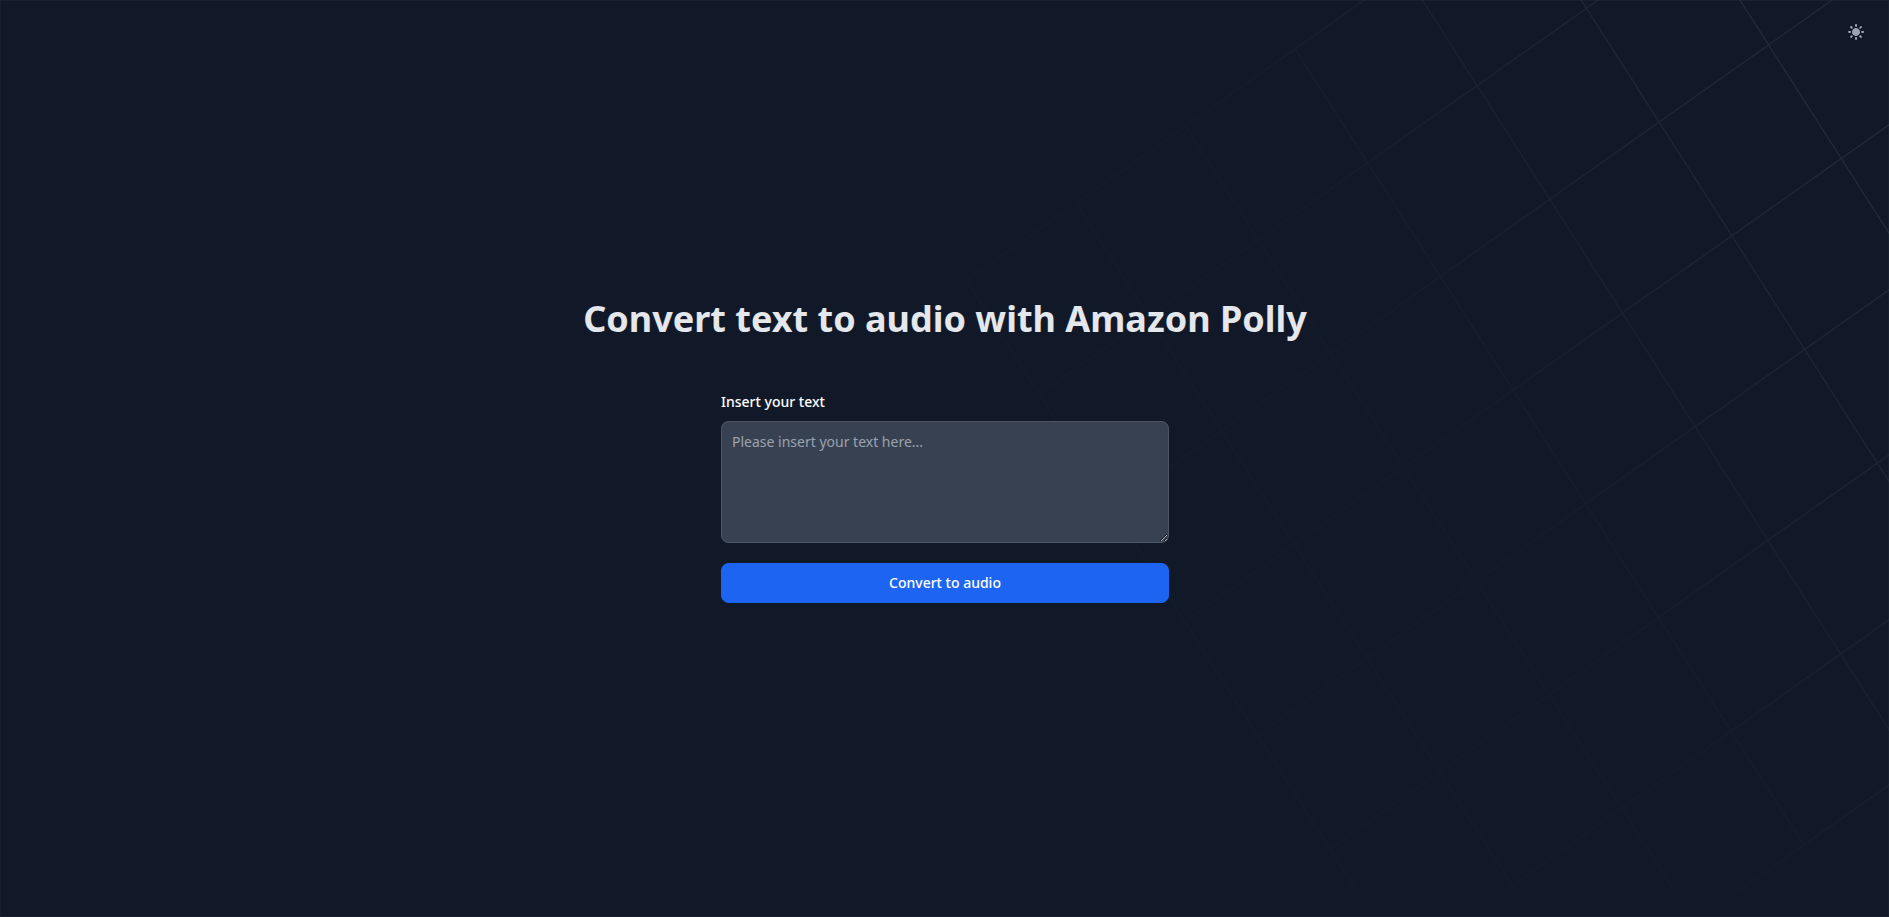 Convert text to audio with Amazon Polly
Insert your text
Please insert your text here...
Convert to audio